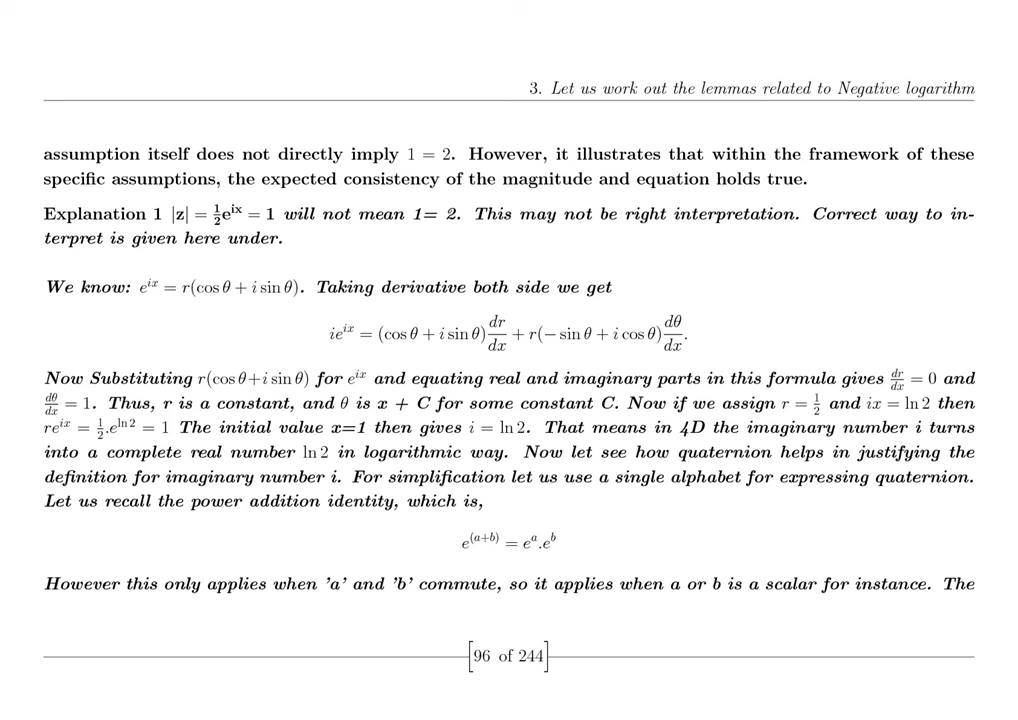 3. Let us work out the lemmas related to Negative logarithm
assumption itself does not directly imply 1 = 2. However, it illustrates that within the framework of these
specific assumptions, the expected consistency of the magnitude and equation holds true.
Explanation 1 |z| = \frac{1}{2}e^{ix} = 1 will not mean 1= 2. This may not be right interpretation. Correct way to in-
terpret is given here under.
We know: e^{ix} = r(cos θ + i sin θ). Taking derivative both side we get
ie^{ix} = (cos θ + i sin θ)\frac{dr}{dx} + r(− sin θ + i cos θ)\frac{dθ}{dx}.
Now Substituting r(cos θ+i sin θ) for e^{ix} and equating real and imaginary parts in this formula gives \frac{dr}{dx} = 0 and
\frac{dθ}{dx} = 1. Thus, r is a constant, and θ is x + C for some constant C. Now if we assign r = \frac{1}{2} and ix = ln 2 then
re^{ix} = \frac{1}{2}.e^{ln 2} = 1 The initial value x=1 then gives i = ln 2. That means in 4D the imaginary number i turns
into a complete real number ln 2 in logarithmic way. Now let see how quaternion helps in justifying the
definition for imaginary number i. For simplification let us use a single alphabet for expressing quaternion.
Let us recall the power addition identity, which is,
e^{(a+b)} = e^{a}.e^{b}
However this only applies when 'a' and 'b' commute, so it applies when a or b is a scalar for instance. The
[96 of 244]